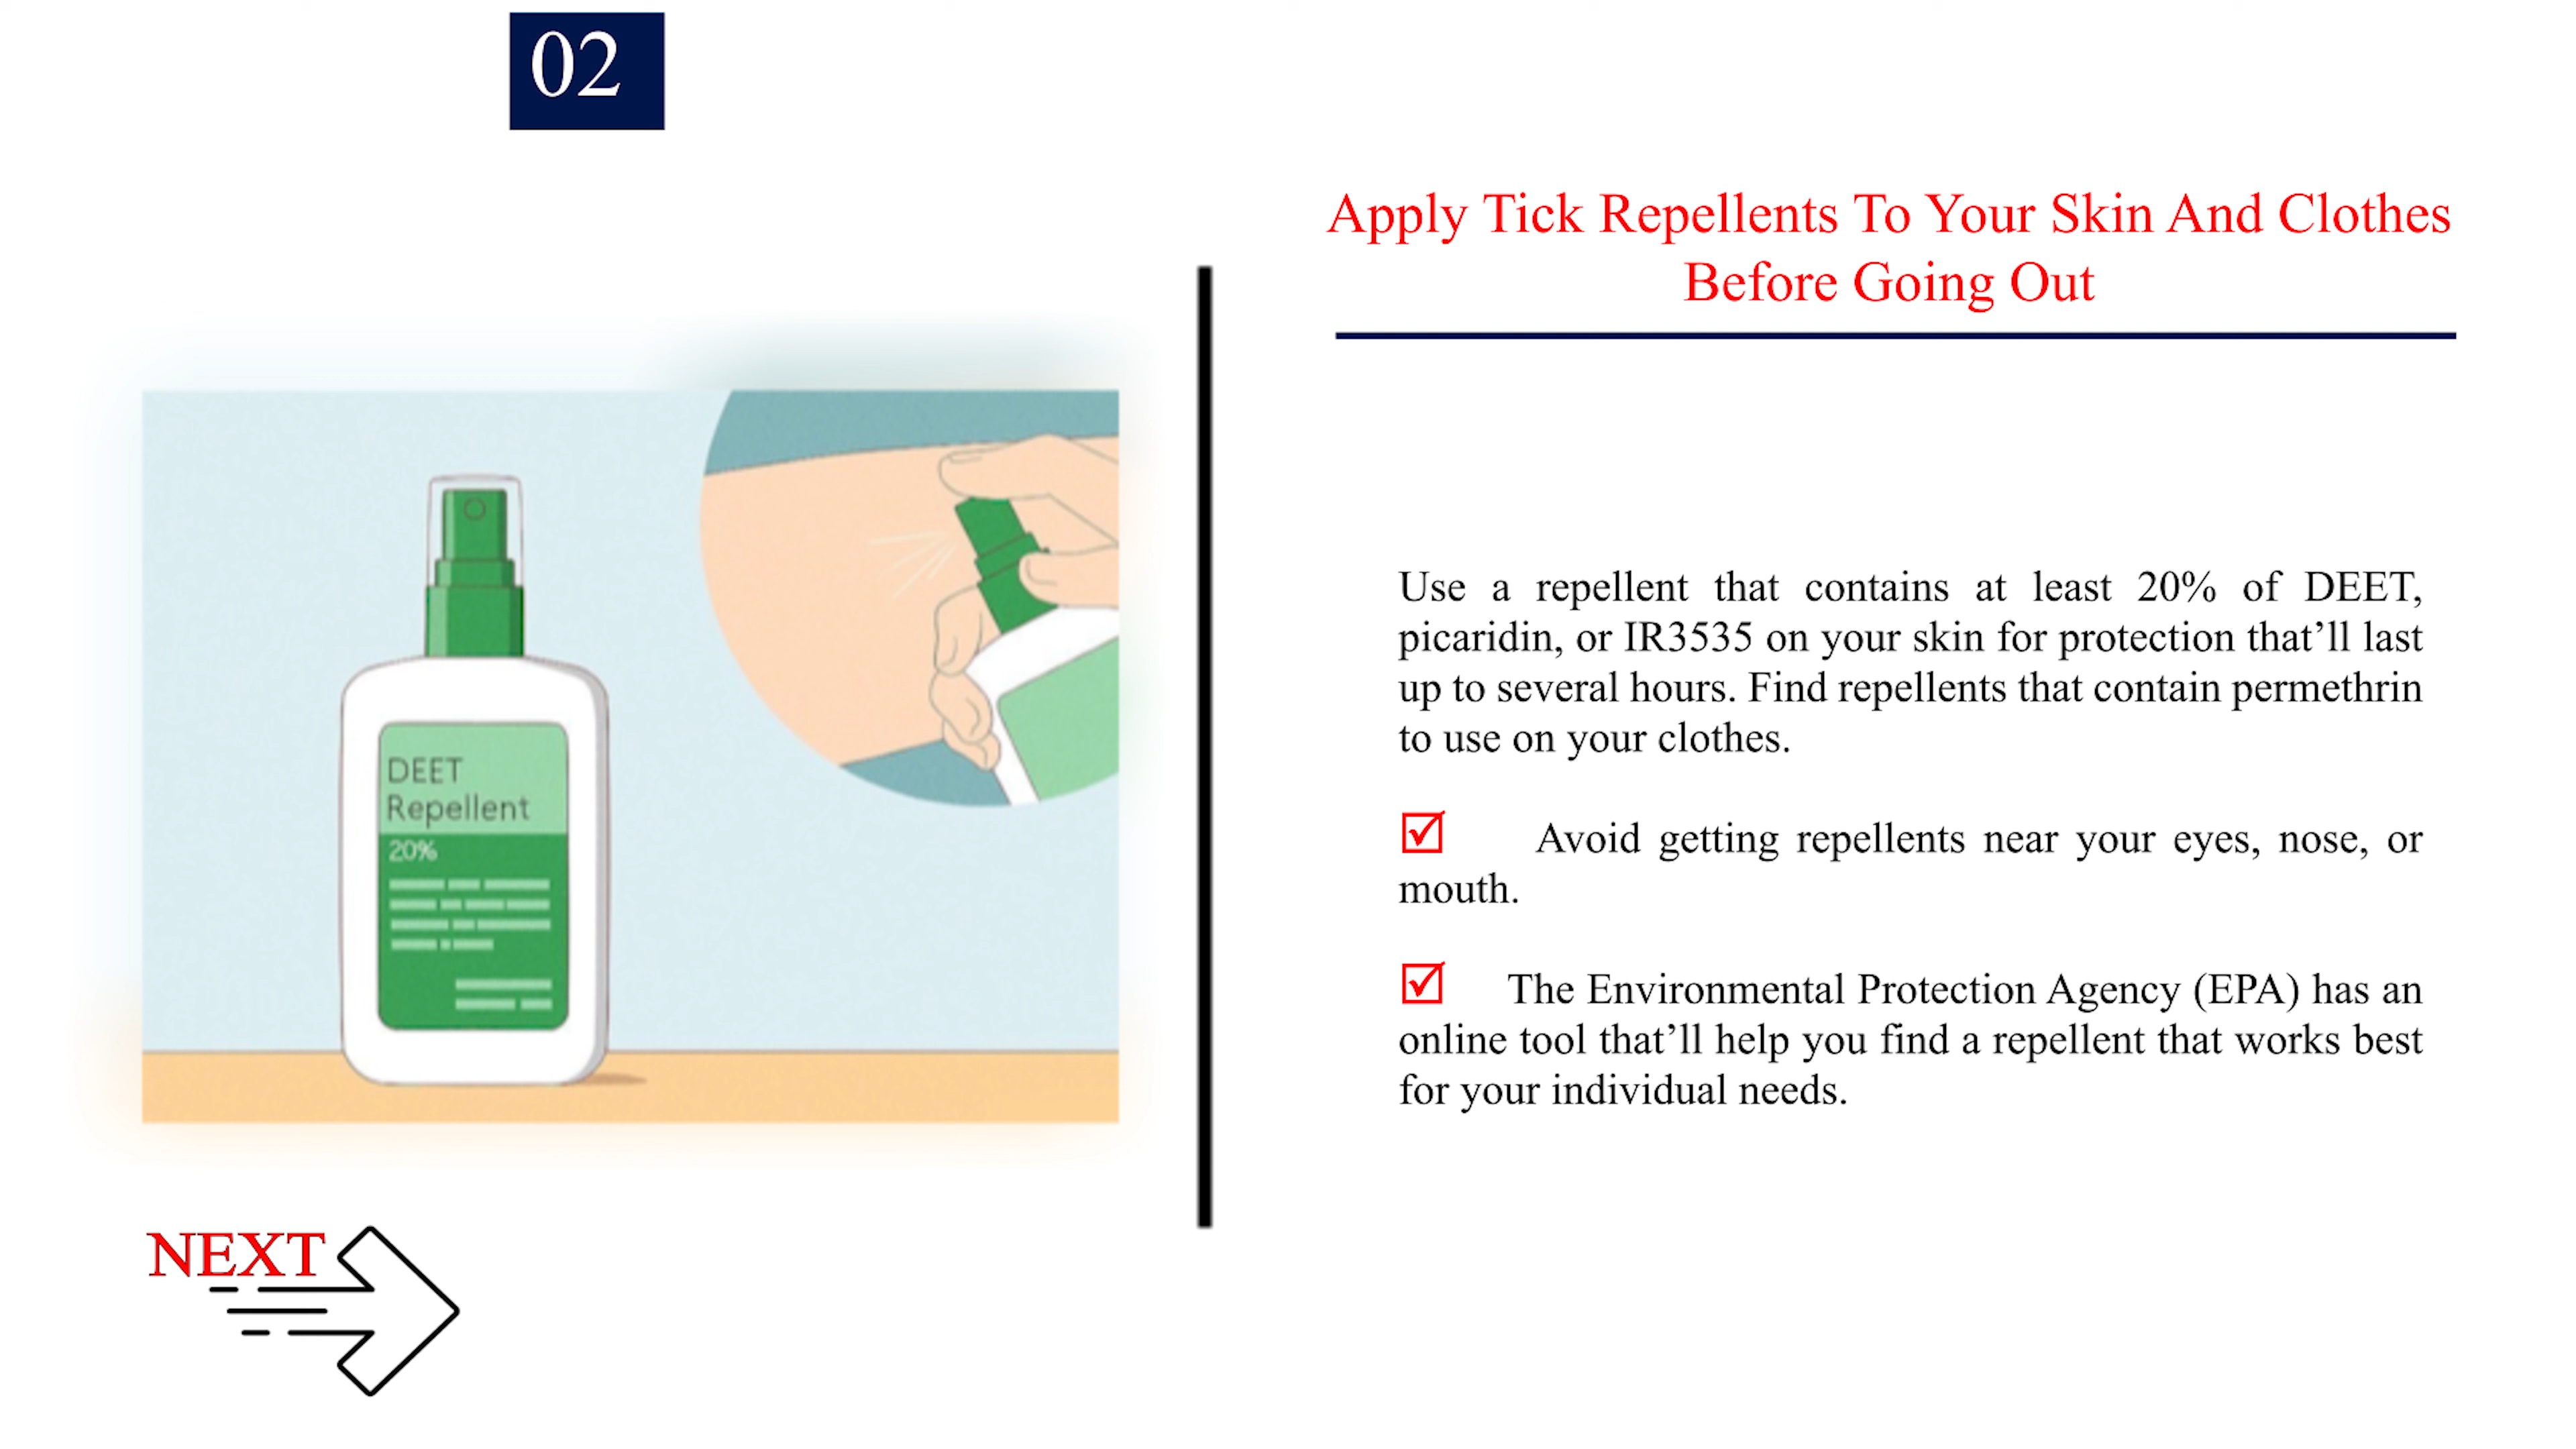 02
Apply Tick Repellents To Your Skin And Clothes
Before Going Out
DEET
Repellent
20%
Use a repellent that contains at least 20% of DEET,
picaridin, or IR3535 on your skin for protection that’ll last
up to several hours. Find repellents that contain permethrin
to use on your clothes.
Avoid getting repellents near your eyes, nose, or
mouth.
The Environmental Protection Agency (EPA) has an
online tool that’ll help you find a repellent that works best
for your individual needs.
NEXT